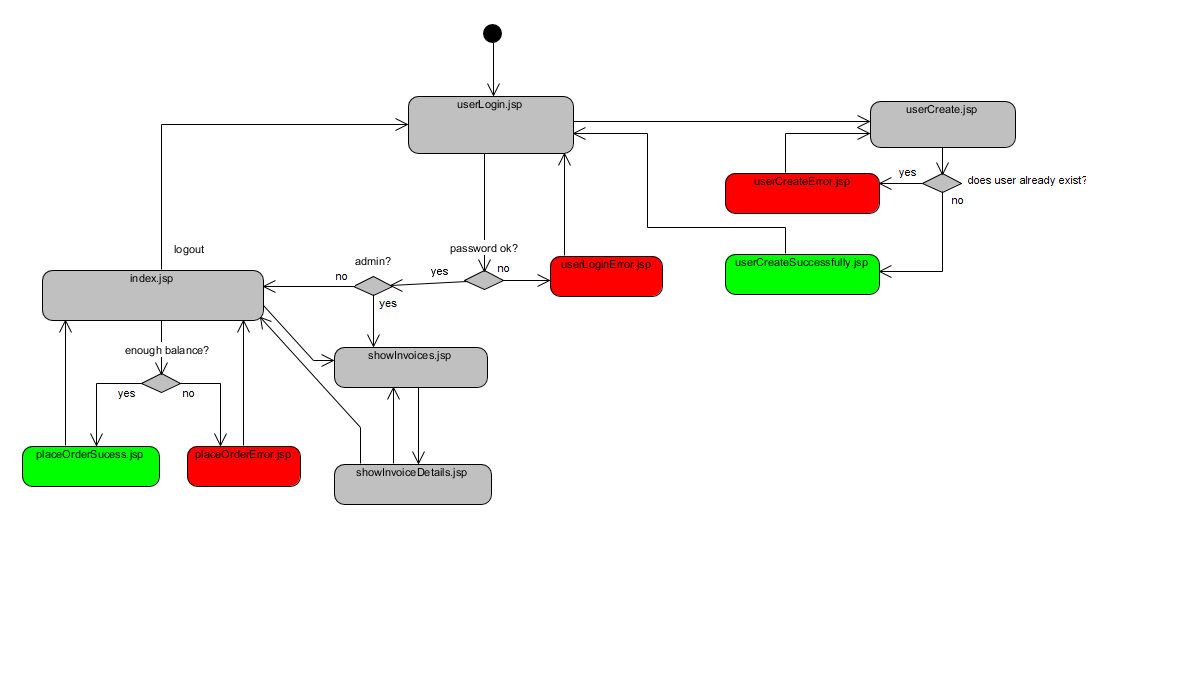 userLogin.jsp
userCreate.jsp
yes
does user already exist?
userCreateError.jsp
no
logout
password ok?
admin?
userLoginError.jsp
userCreateSuccessfully.jsp
index.jsp
no
yes
no
yes
enough balance?
showInvoices.jsp
yes
no
placeOrderSucess.jsp
placeOrderError.jsp
showInvoiceDetails.jsp